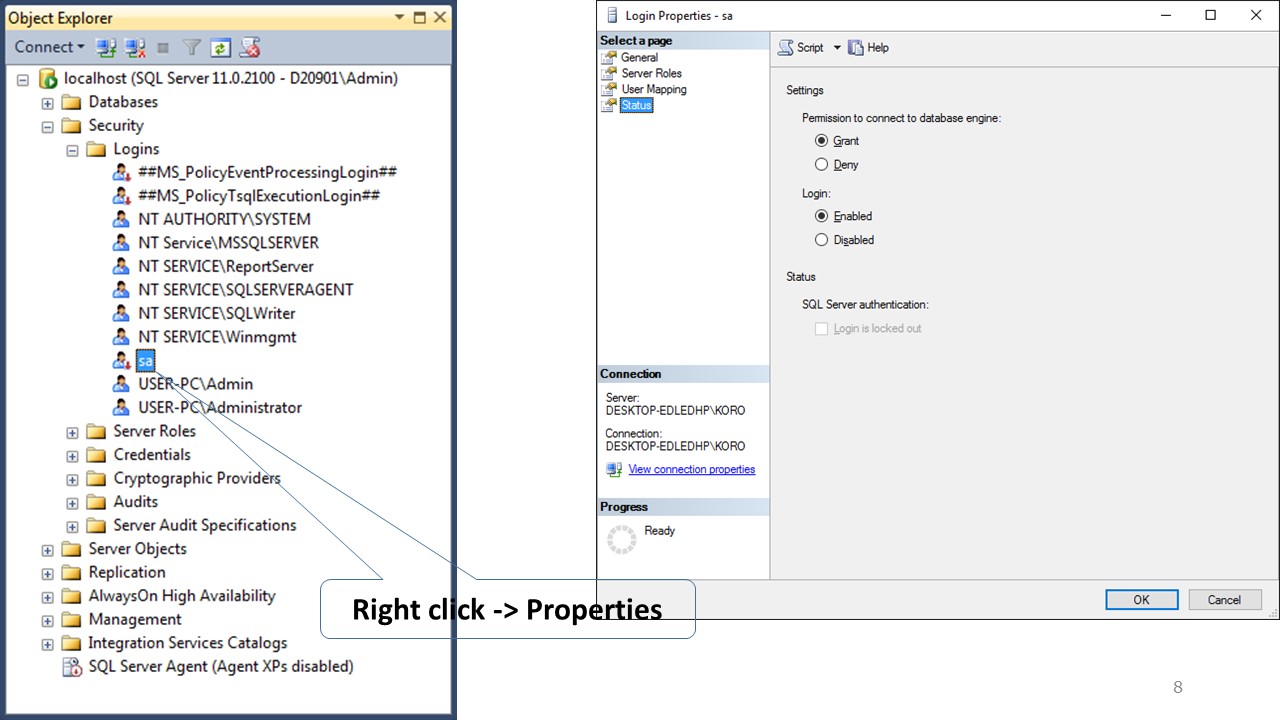 Object Explorer
Connect
localhost (SQL Server 11.0.2100 - D20901\Admin)
Databases
Security
Logins
##MS_PolicyEventProcessingLogin##
##MS_PolicyTsqlExecutionLogin##
NT AUTHORITY\SYSTEM
NT Service\MSSQLSERVER
NT SERVICE\ReportServer
NT SERVICE\SQLSERVERAGENT
NT SERVICE\SQLWriter
NT SERVICE\Winmgmt
sa
USER-PC\Admin
USER-PC\Administrator
Server Roles
Credentials
Cryptographic Providers
Audits
Server Audit Specifications
Server Objects
Replication
AlwaysOn High Availability
Management
Integration Services Catalogs
SQL Server Agent (Agent XPs disabled)
Right click -> Properties
Login Properties - sa
Select a page
General
Server Roles
User Mapping
Status
Connection
Server:
DESKTOP-EDLEDHP\KORO
Connection:
DESKTOP-EDLEDHP\KORO
View connection properties
Progress
Ready
Script Help
Settings
Permission to connect to database engine:
Grant
Deny
Login:
Enabled
Disabled
Status
SQL Server authentication:
Login is locked out
OK Cancel
8